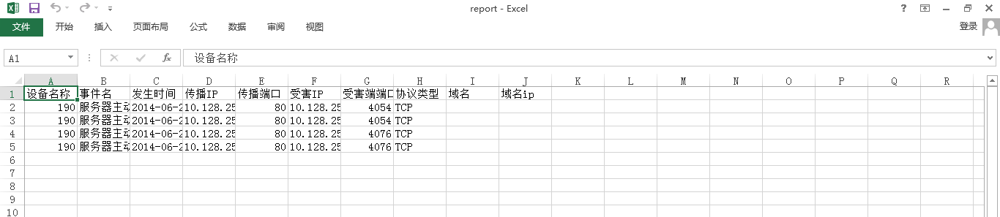 report - Excel
文件 开始 插入 页面布局 公式 数据 审阅 视图 登录
A1 fx 设备名称
A B C D E F G H I J K L M N O P Q R
1 设备名称 事件名 发生时间 传播IP 传播端口 受害IP 受害端端口 协议类型 域名 域名ip
2 190 服务器主动 2014-06-2 10.128.25 80 10.128.25 4054 TCP
3 190 服务器主动 2014-06-2 10.128.25 80 10.128.25 4054 TCP
4 190 服务器主动 2014-06-2 10.128.25 80 10.128.25 4076 TCP
5 190 服务器主动 2014-06-2 10.128.25 80 10.128.25 4076 TCP
6
7
8
9
10